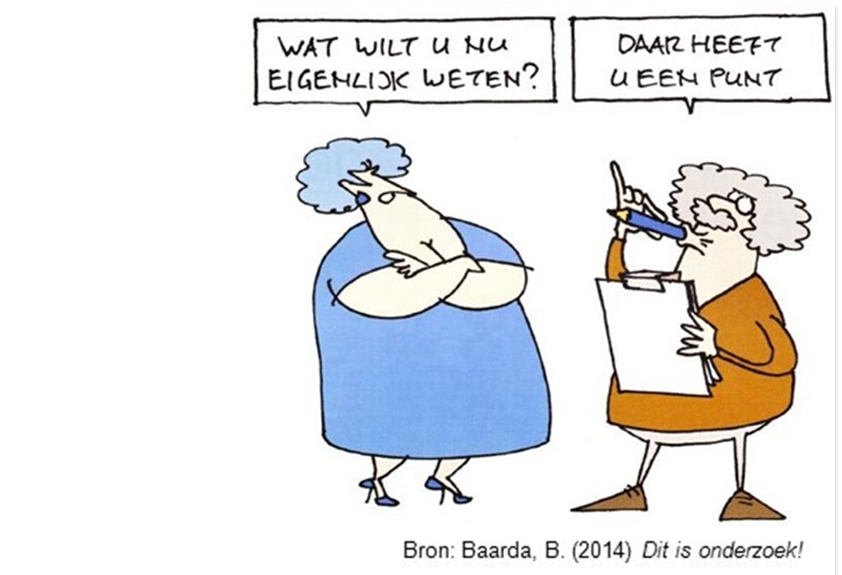 WAT WILT U NU
EIGENLIJK WETEN?
DAAR HEEFT
U EEN PUNT
Bron: Baarda, B. (2014) Dit is onderzoek!